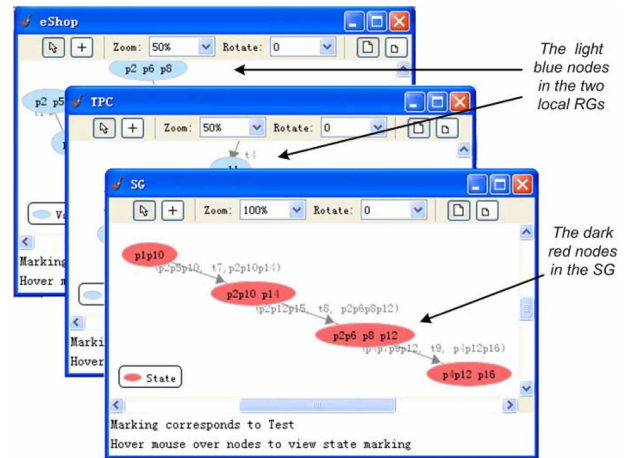 eShop
Zoom: 50% Rotate: 0
p2 p6 p8
p2 p5
The light
blue nodes
in the two
local RGs
TPC
Zoom: 50% Rotate: 0
t4
SG
Zoom: 100% Rotate: 0
p1p10
t7,p2p10p14)
p2p10 p14
(p2p12p15, t8, p2p6p8p12)
p2p6 p8 p12
t9, p4p12p16)
p4p12 p16
State
The dark
red nodes
in the SG
Marking
Hover
Marki
Hover
Marking corresponds to Test
Hover mouse over nodes to view state marking